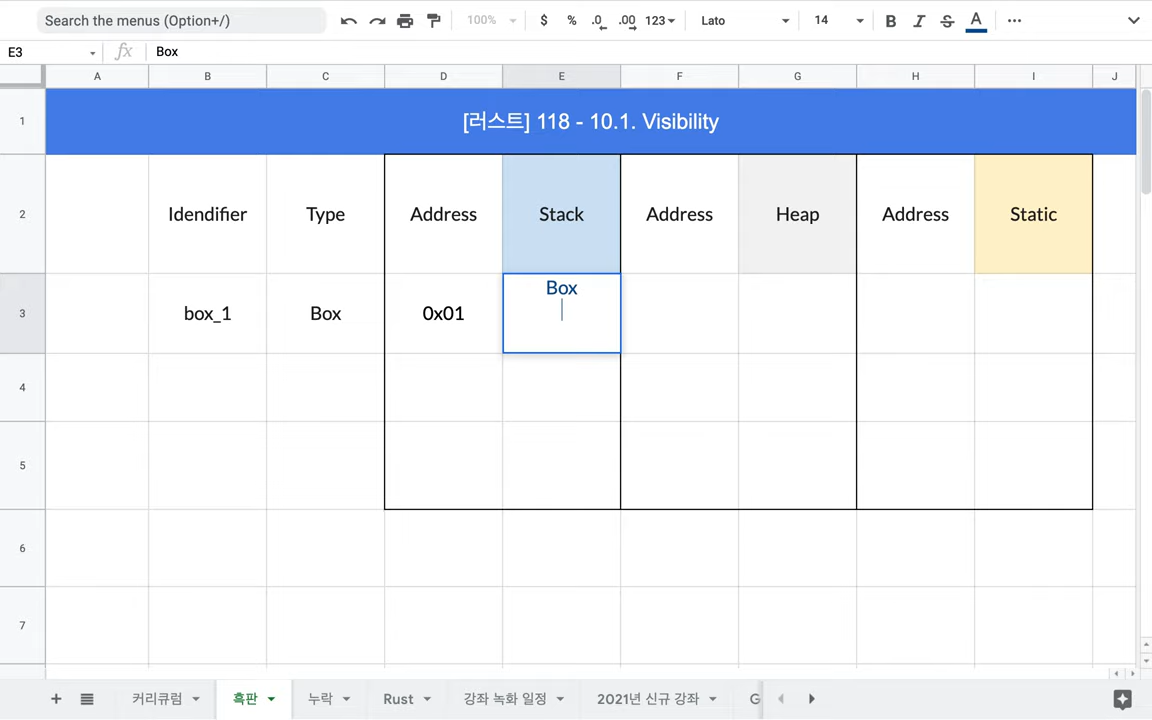 Search the menus (Option+/) 100% $ % .0 .00 123 Lato 14 B I S A ...
E3 fx Box
A B C D E F G H I J
1 [러스트] 118 - 10.1. Visibility
2 Idendifier Type Address Stack Address Heap Address Static
3 box_1 Box 0x01 Box
4
5
6
7
+ 커리큘럼 흑판 누락 Rust 강좌 녹화 일정 2021년 신규 강좌 G